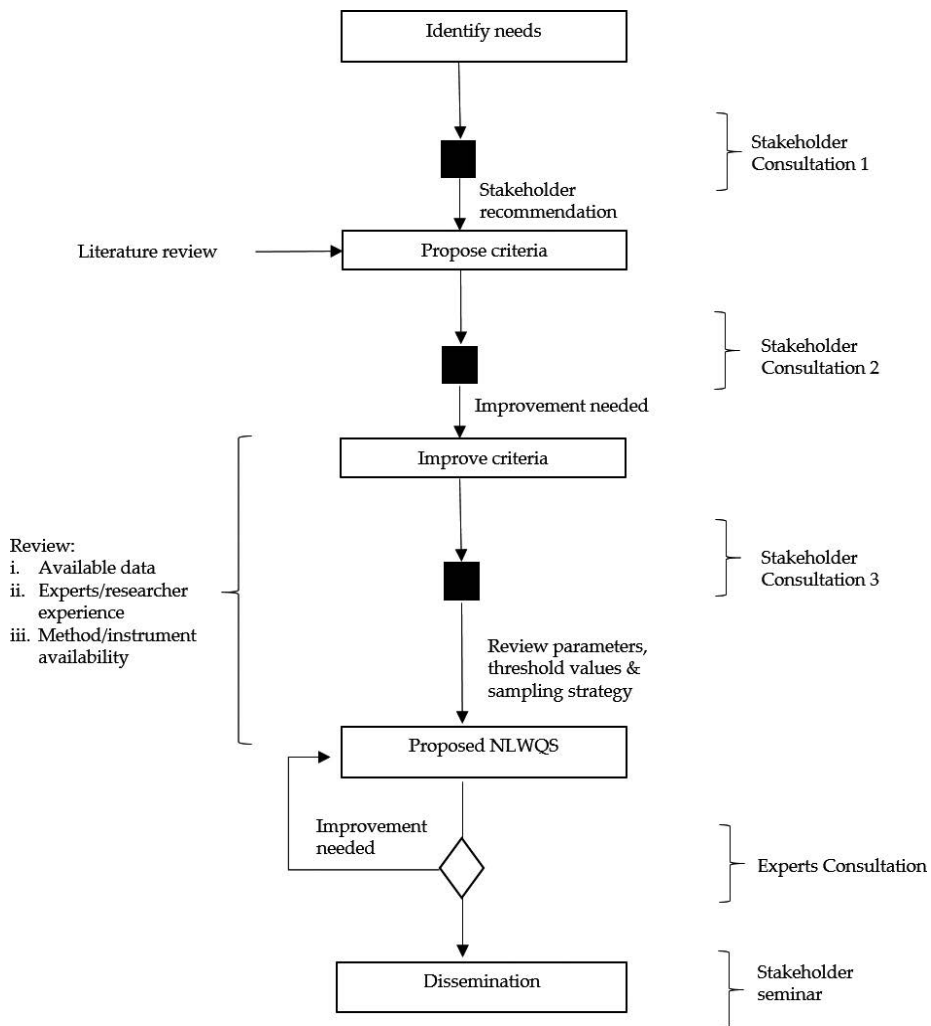 Identify needs
Stakeholder
Consultation 1
Stakeholder
recommendation
Literature review
Propose criteria
Stakeholder
Consultation 2
Improvement needed
Improve criteria
Review:
i. Available data
ii. Experts/researcher
experience
iii. Method/instrument
availability
Stakeholder
Consultation 3
Review parameters,
threshold values &
sampling strategy
Proposed NLWQS
Improvement
needed
Experts Consultation
Dissemination
Stakeholder
seminar